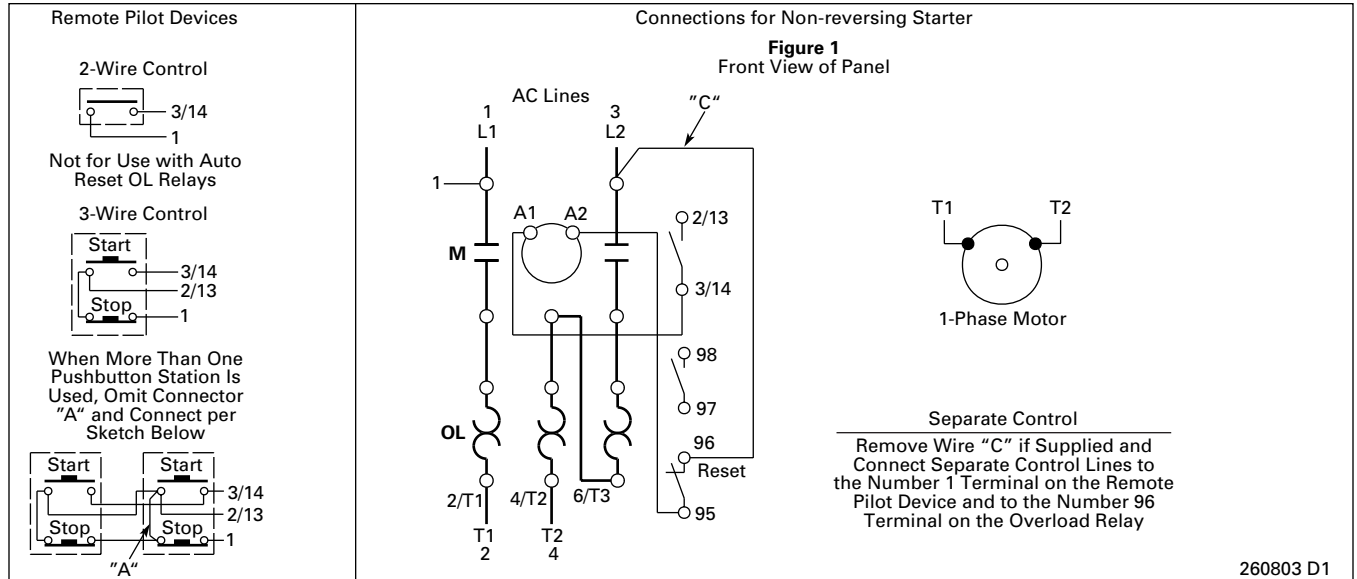 Remote Pilot Devices
2-Wire Control
3/14
1
Not for Use with Auto
Reset OL Relays
3-Wire Control
Start
3/14
2/13
Stop
1
When More Than One
Pushbutton Station Is
Used, Omit Connector
"A" and Connect per
Sketch Below
Start Start
3/14
2/13
Stop Stop
1
"A"
Connections for Non-reversing Starter
Figure 1
Front View of Panel
AC Lines
"C"
1 3
L1 L2
1
A1 A2
2/13
M
3/14
98
97
OL
96
Reset
2/T1 4/T2 6/T3
95
T1 T2
2 4
T1 T2
1-Phase Motor
Separate Control
Remove Wire “C” if Supplied and
Connect Separate Control Lines to
the Number 1 Terminal on the Remote
Pilot Device and to the Number 96
Terminal on the Overload Relay
260803 D1